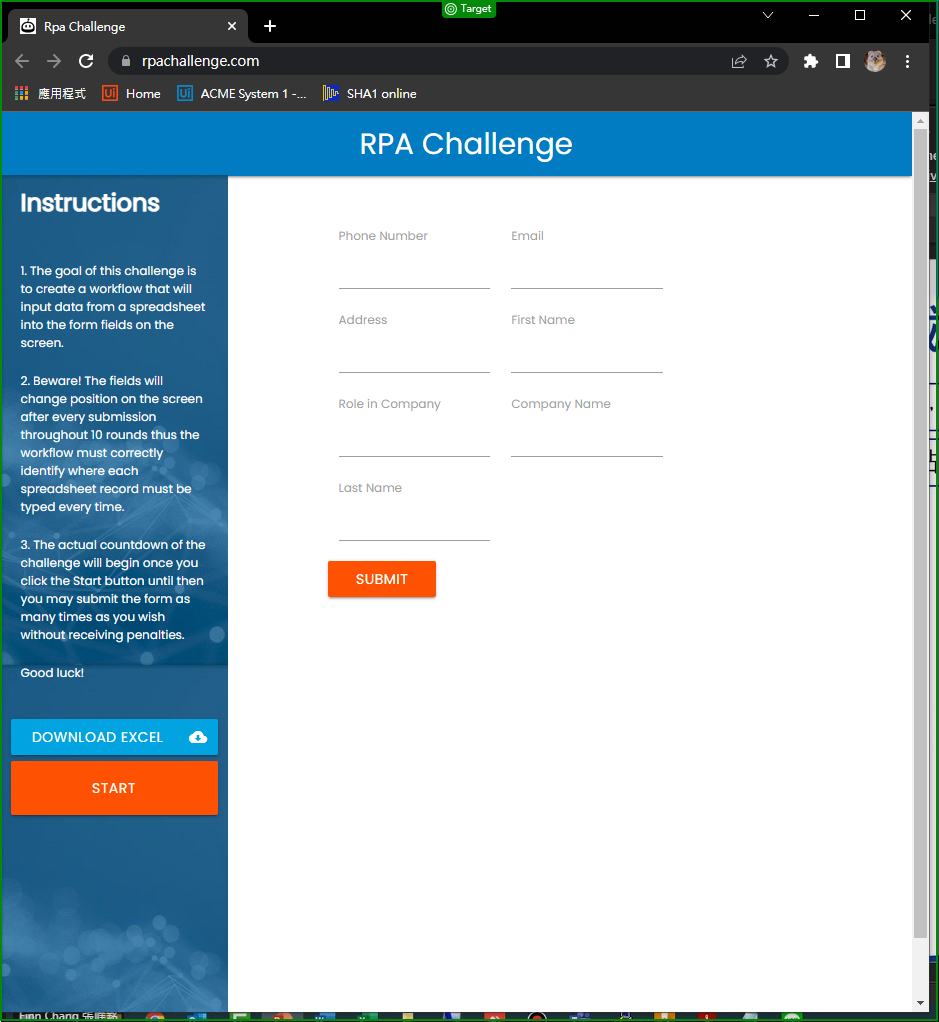 Target
Rpa Challenge
rpachallenge.com
應用程式 Home ACME System 1 -... SHA1 online
RPA Challenge
Instructions
1. The goal of this challenge is
to create a workflow that will
input data from a spreadsheet
into the form fields on the
screen.
2. Beware! The fields will
change position on the screen
after every submission
throughout 10 rounds thus the
workflow must correctly
identify where each
spreadsheet record must be
typed every time.
3. The actual countdown of the
challenge will begin once you
click the Start button until then
you may submit the form as
many times as you wish
without receiving penalties.
Good luck!
DOWNLOAD EXCEL
START
Phone Number Email
Address First Name
Role in Company Company Name
Last Name
SUBMIT